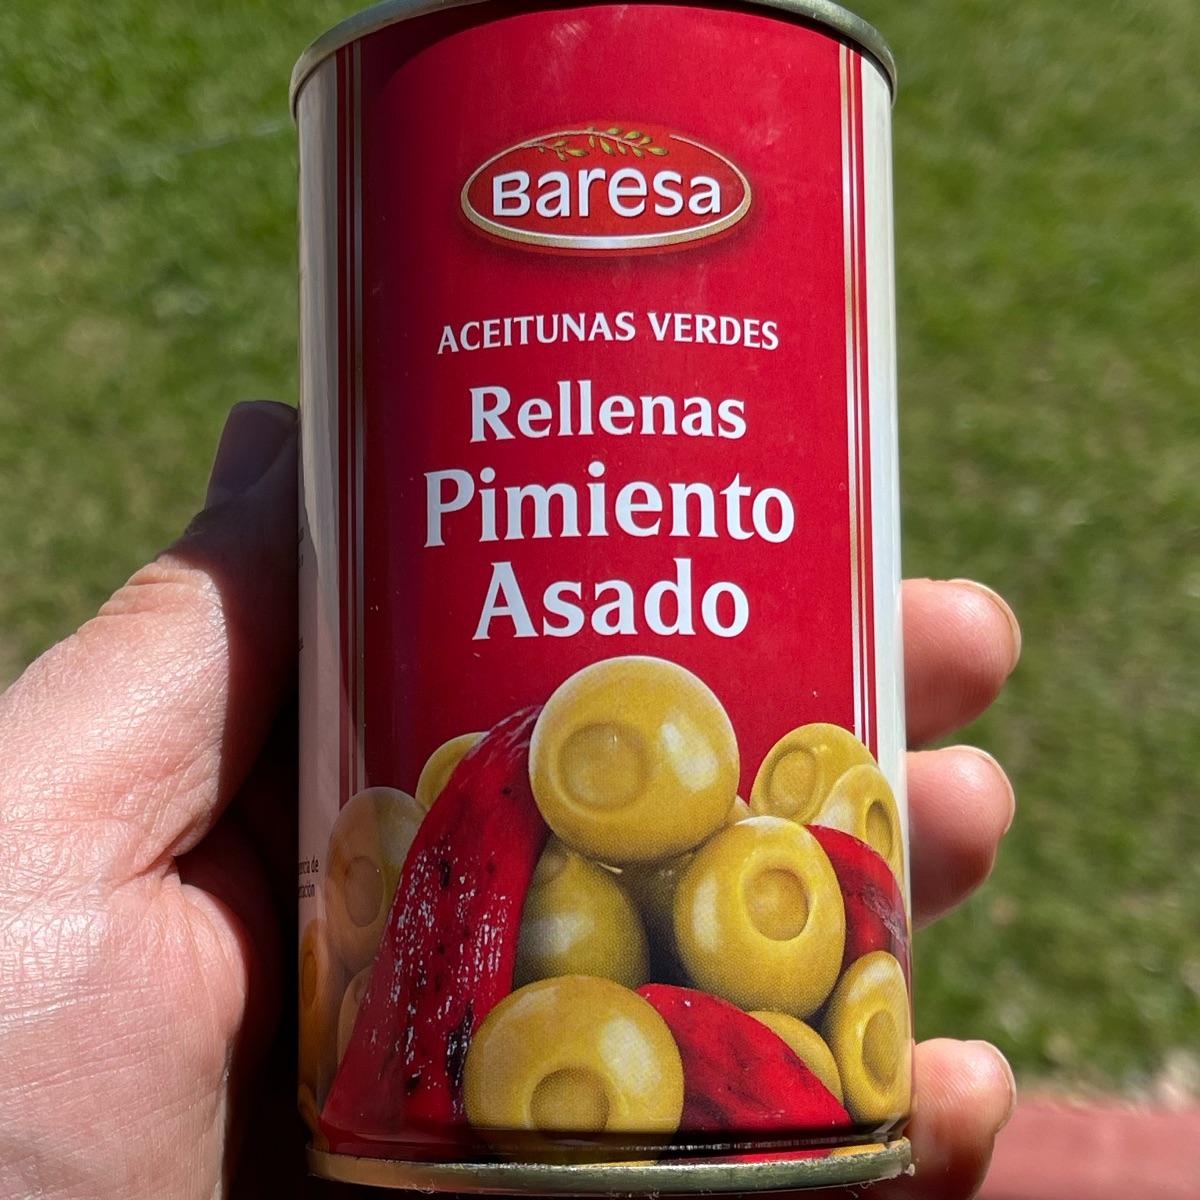 Baresa
ACEITUNAS VERDES
Rellenas
Pimiento
Asado